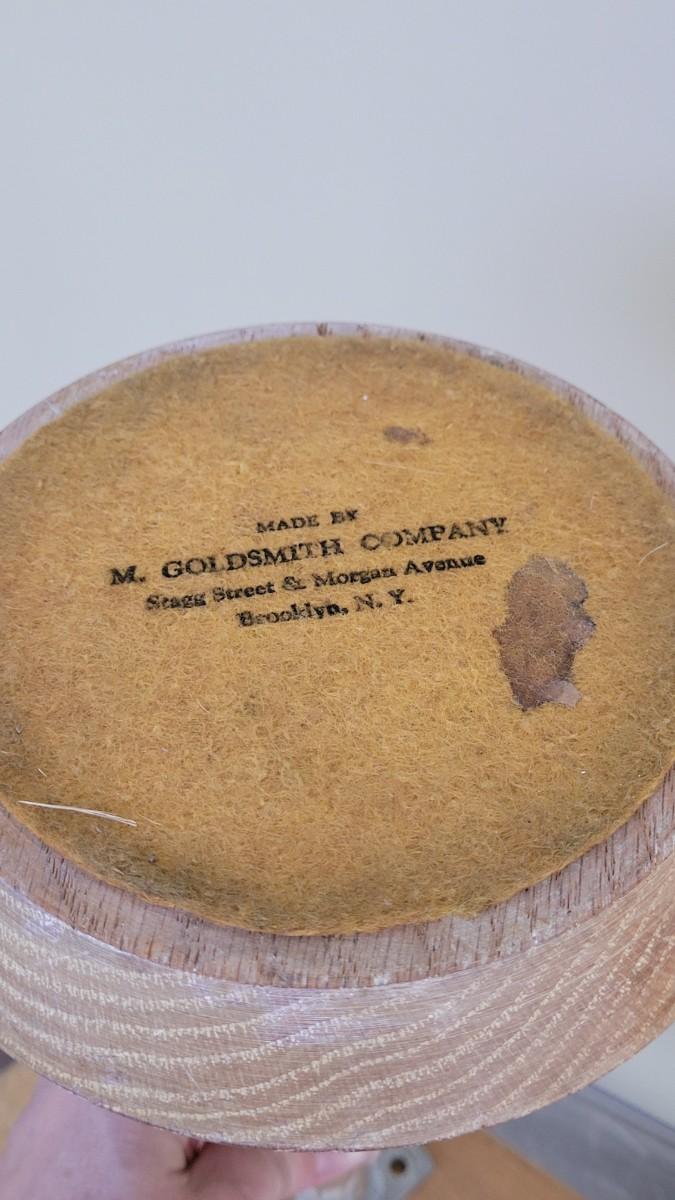 MADE BY
M. GOLDSMITH COMPANY
Stagg Street & Morgan Avenue
Brooklyn, N. Y.